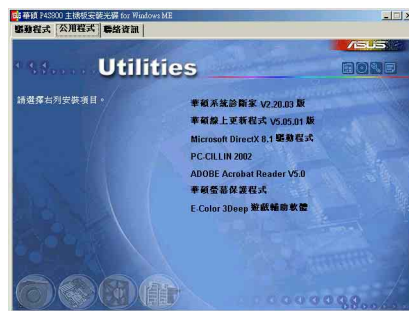 華碩 P4S800 主機板安裝光碟 for Windows ME
驅動程式 公用程式 聯絡資訊
ASUS
Utilities
請選擇右列安裝項目。
華碩系統診斷家 V2.20.03 版
華碩線上更新程式 V5.05.01 版
Microsoft DirectX 8.1 驅動程式
PC-CILLIN 2002
ADOBE Acrobat Reader V5.0
華碩螢幕保護程式
E-Color 3Deep 遊戲輔助軟體